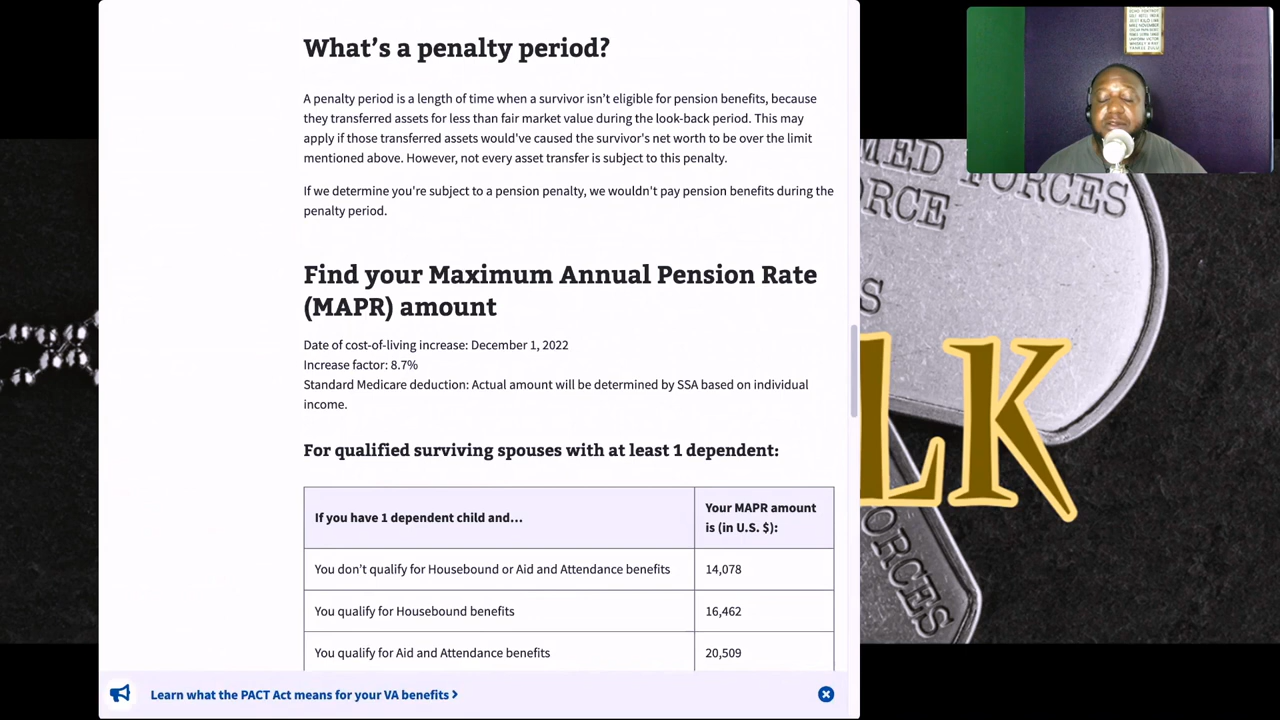 What's a penalty period?
A penalty period is a length of time when a survivor isn't eligible for pension benefits, because
they transferred assets for less than fair market value during the look-back period. This may
apply if those transferred assets would've caused the survivor's net worth to be over the limit
mentioned above. However, not every asset transfer is subject to this penalty.
If we determine you're subject to a pension penalty, we wouldn't pay pension benefits during the
penalty period.
Find your Maximum Annual Pension Rate
(MAPR) amount
Date of cost-of-living increase: December 1, 2022
Increase factor: 8.7%
Standard Medicare deduction: Actual amount will be determined by SSA based on individual
income.
For qualified surviving spouses with at least 1 dependent:
If you have 1 dependent child and...
Your MAPR amount
is (in U.S. $):
You don't qualify for Housebound or Aid and Attendance benefits
14,078
You qualify for Housebound benefits
16,462
You qualify for Aid and Attendance benefits
20,509
Learn what the PACT Act means for your VA benefits
MED FORCES
ORCE
S
LK
ORCES